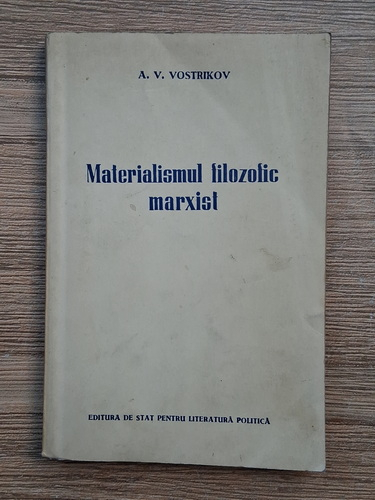 A. V. VOSTRIKOV
Materialismul filozofic
marxist
EDITURA DE STAT PENTRU LITERATURĂ POLITICĂ